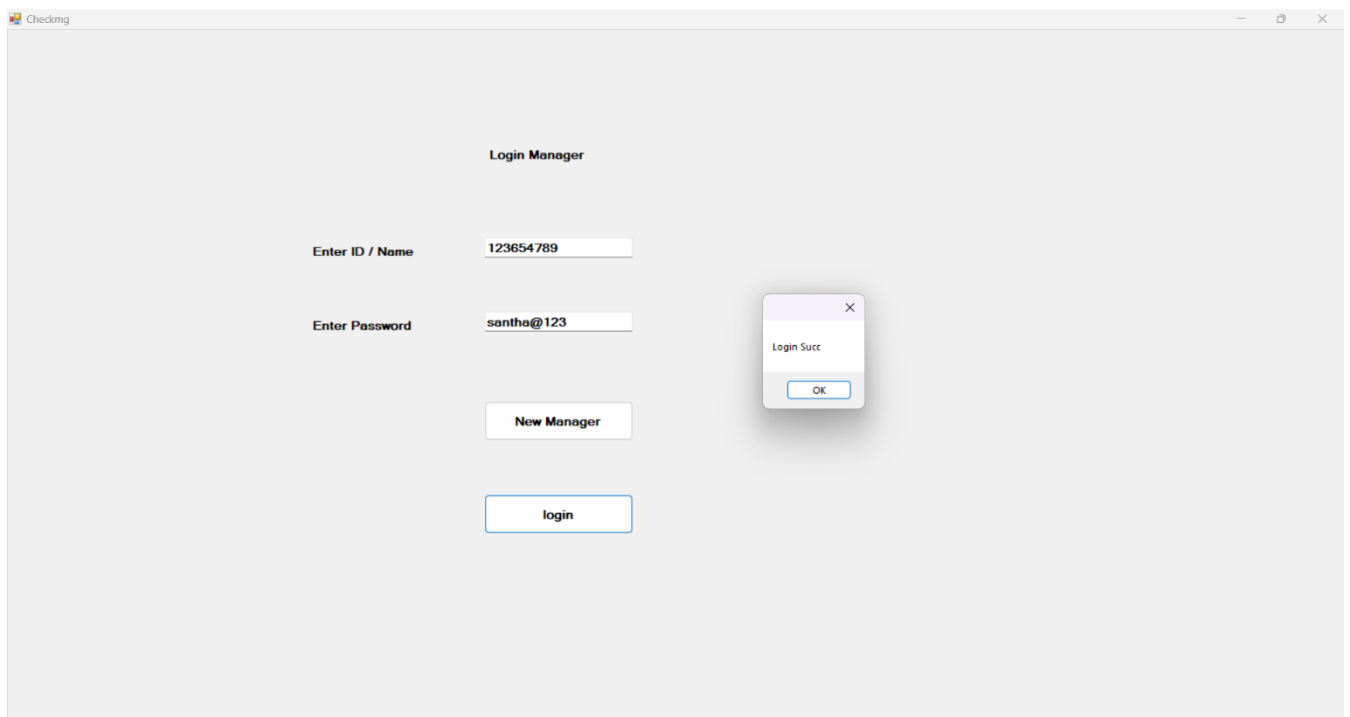 Checkmg
Login Manager
Enter ID / Name
123654789
Enter Password
santha@123
Login Succ
OK
New Manager
login